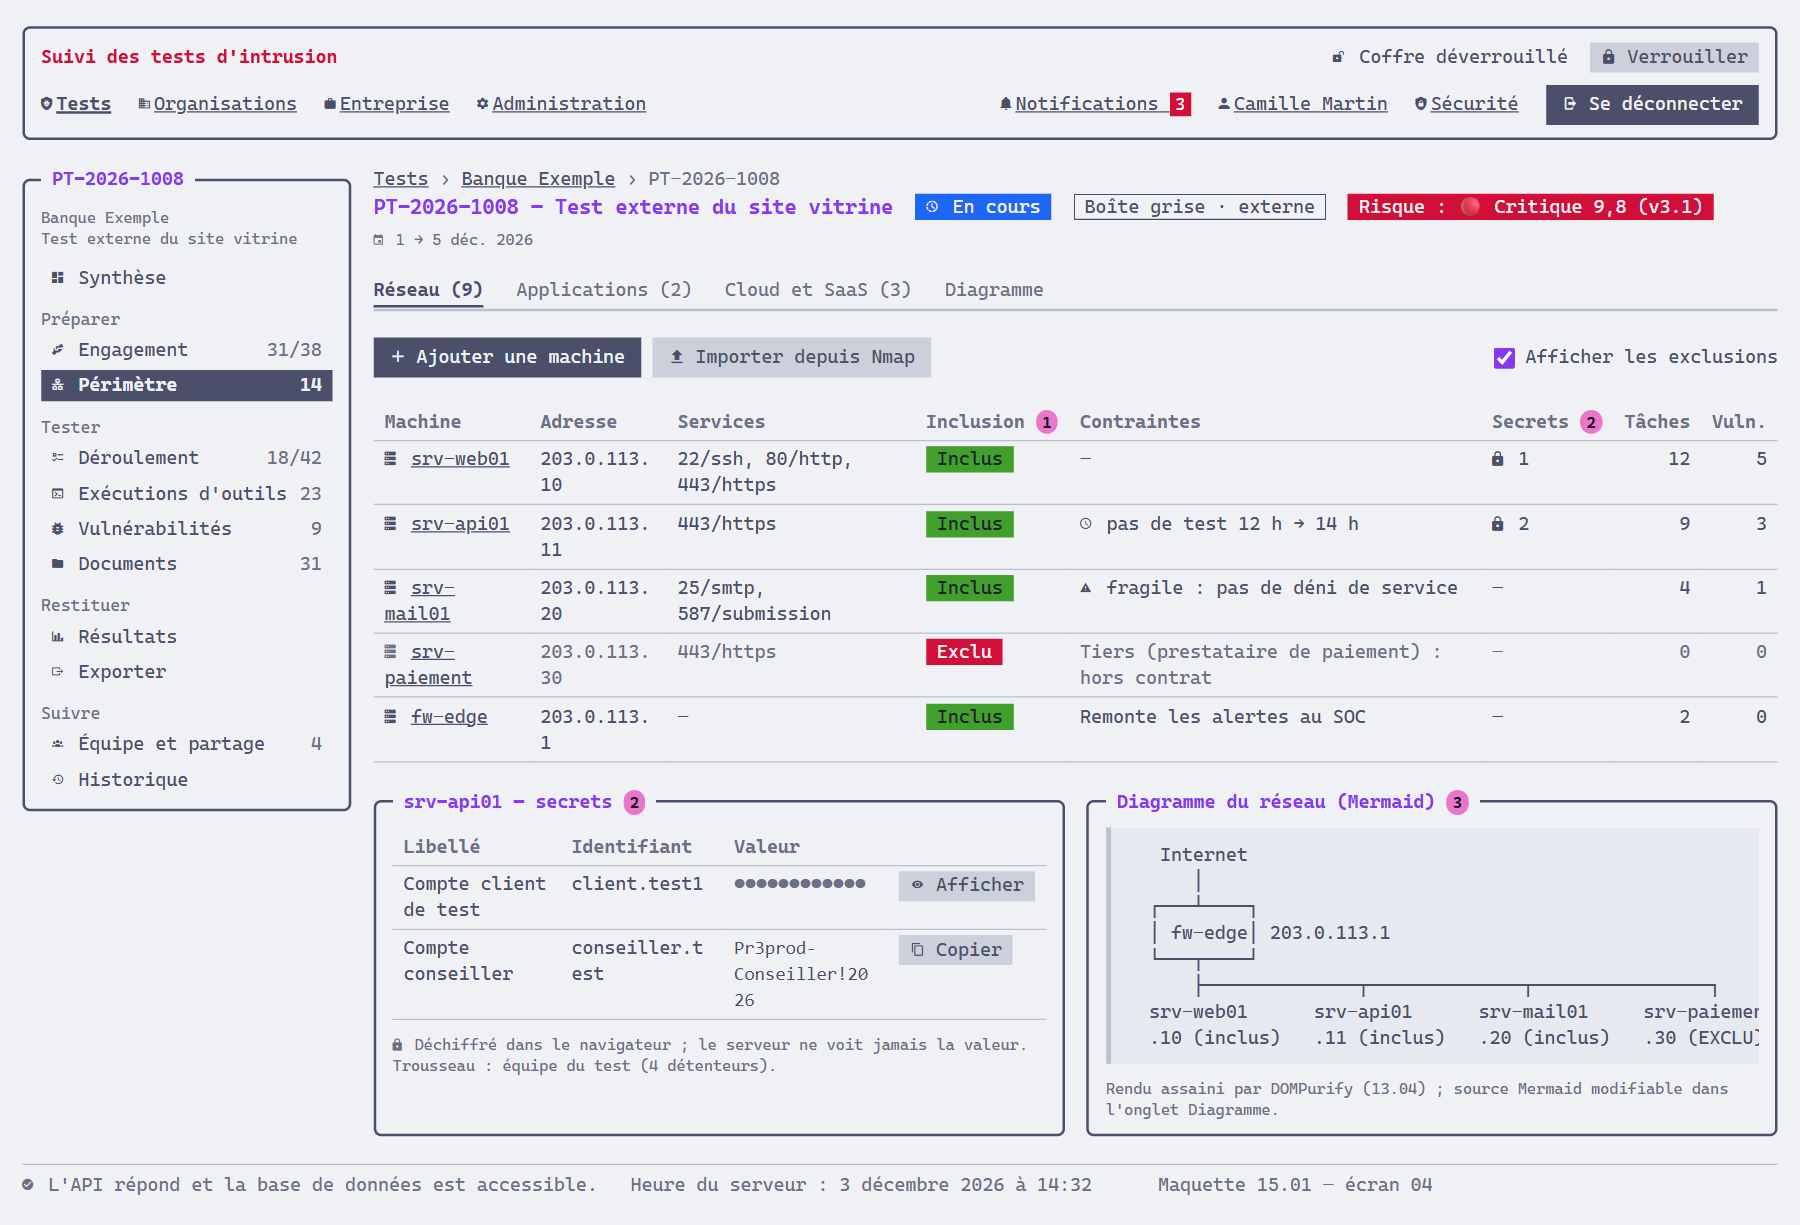 Suivi des tests d'intrusion
Coffre déverrouillé
Verrouiller
Tests Organisations Entreprise Administration
Notifications 3 Camille Martin Sécurité Se déconnecter
PT-2026-1008
Banque Exemple
Test externe du site vitrine
Synthèse
Préparer
Engagement 31/38
Périmètre 14
Tester
Déroulement 18/42
Exécutions d'outils 23
Vulnérabilités 9
Documents 31
Restituer
Résultats
Exporter
Suivre
Équipe et partage 4
Historique
Tests › Banque Exemple › PT-2026-1008
PT-2026-1008 — Test externe du site vitrine En cours Boîte grise · externe Risque : Critique 9,8 (v3.1)
1 → 5 déc. 2026
Réseau (9) Applications (2) Cloud et SaaS (3) Diagramme
+ Ajouter une machine Importer depuis Nmap Afficher les exclusions
Machine Adresse Services Inclusion 1 Contraintes Secrets 2 Tâches Vuln.
srv-web01 203.0.113. 22/ssh, 80/http, Inclus — 1 12 5
10 443/https
srv-api01 203.0.113. 443/https Inclus pas de test 12 h → 14 h 2 9 3
11
srv- 203.0.113. 25/smtp, Inclus fragile : pas de déni de service — 4 1
mail01 20 587/submission
srv- 203.0.113. 443/https Exclu Tiers (prestataire de paiement) : — 0 0
paiement 30 hors contrat
fw-edge 203.0.113. — Inclus Remonte les alertes au SOC — 2 0
1
srv-api01 — secrets 2
Libellé Identifiant Valeur
Compte client client.test1 ●●●●●●●●●●●● Afficher
de test
Compte conseiller.t Pr3prod- Copier
conseiller est Conseiller!20
26
Déchiffré dans le navigateur ; le serveur ne voit jamais la valeur.
Trousseau : équipe du test (4 détenteurs).
Diagramme du réseau (Mermaid) 3
Internet
fw-edge 203.0.113.1
srv-web01 srv-api01 srv-mail01 srv-paiemen
.10 (inclus) .11 (inclus) .20 (inclus) .30 (EXCLU)
Rendu assaini par DOMPurify (13.04) ; source Mermaid modifiable dans
l'onglet Diagramme.
L'API répond et la base de données est accessible. Heure du serveur : 3 décembre 2026 à 14:32 Maquette 15.01 — écran 04